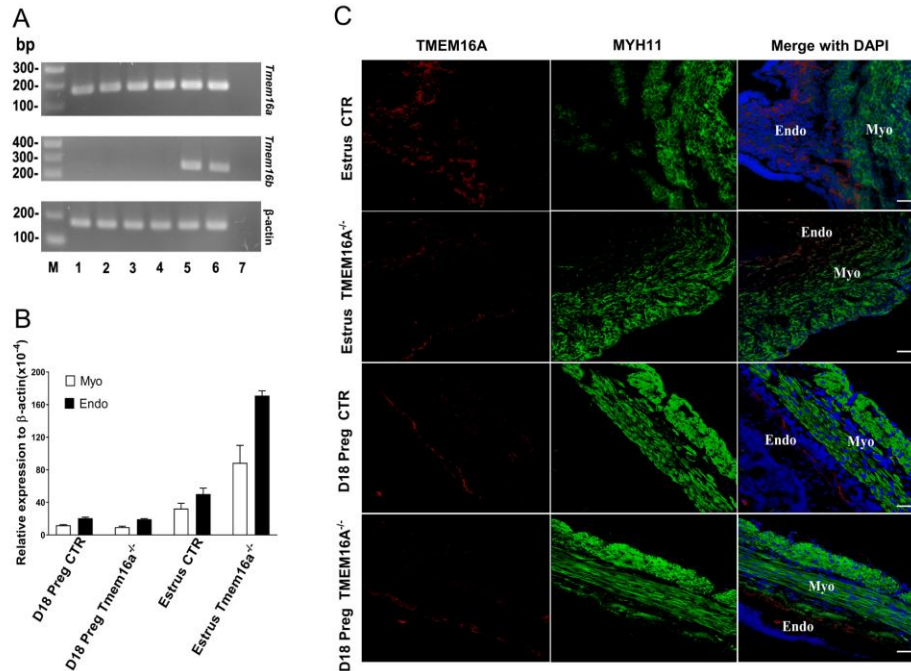 A
bp
300-
200-
100-
Tmem16a
400-
300-
200-
Tmem16b
200-
100-
β-actin
M 1 2 3 4 5 6 7
B
Relative expression to β-actin(x10⁻⁴)
200
160
120
80
40
0
Myo
Endo
D18 Preg CTR
D18 Preg Tmem16a⁻/⁻
Estrus CTR
Estrus Tmem16a⁻/⁻
C
TMEM16A MYH11 Merge with DAPI
Estrus CTR
Endo Myo
Estrus TMEM16A⁻/⁻
Endo
Myo
D18 Preg CTR
Endo Myo
D18 Preg TMEM16A⁻/⁻
Myo
Endo